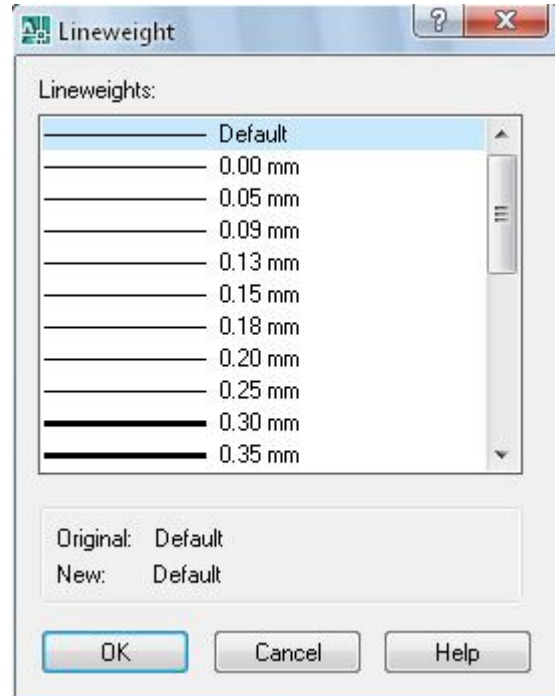 Lineweight
Lineweights:
Default
0.00 mm
0.05 mm
0.09 mm
0.13 mm
0.15 mm
0.18 mm
0.20 mm
0.25 mm
0.30 mm
0.35 mm
Original: Default
New: Default
OK Cancel Help